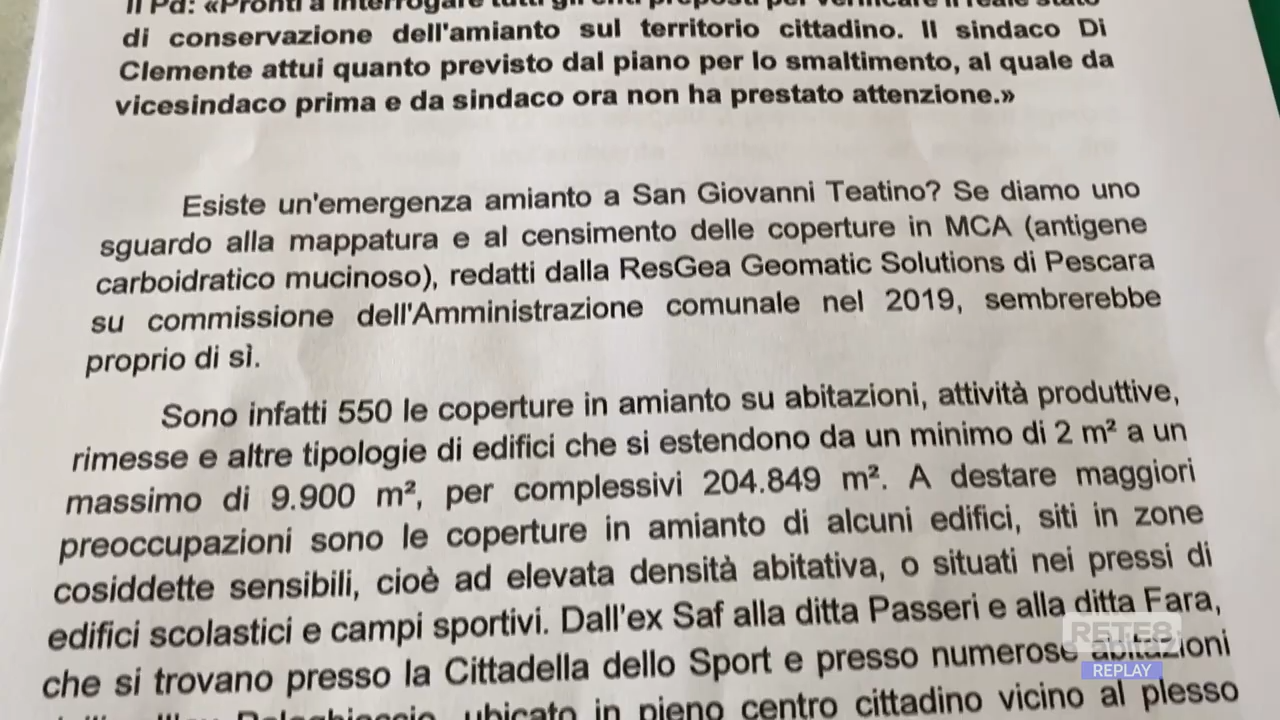 Il Pd: «Pronti a interrogare tutti gli enti preposti per verificare il reale stato
di conservazione dell'amianto sul territorio cittadino. Il sindaco Di
Clemente attui quanto previsto dal piano per lo smaltimento, al quale da
vicesindaco prima e da sindaco ora non ha prestato attenzione.»
Esiste un'emergenza amianto a San Giovanni Teatino? Se diamo uno
sguardo alla mappatura e al censimento delle coperture in MCA (antigene
carboidratico mucinoso), redatti dalla ResGea Geomatic Solutions di Pescara
su commissione dell'Amministrazione comunale nel 2019, sembrerebbe
proprio di sì.
Sono infatti 550 le coperture in amianto su abitazioni, attività produttive,
rimesse e altre tipologie di edifici che si estendono da un minimo di 2 m² a un
massimo di 9.900 m², per complessivi 204.849 m². A destare maggiori
preoccupazioni sono le coperture in amianto di alcuni edifici, siti in zone
cosiddette sensibili, cioè ad elevata densità abitativa, o situati nei pressi di
edifici scolastici e campi sportivi. Dall'ex Saf alla ditta Passeri e alla ditta Fara,
che si trovano presso la Cittadella dello Sport e presso numerose abitazioni
ubicato in pieno centro cittadino vicino al plesso
RETE8
REPLAY